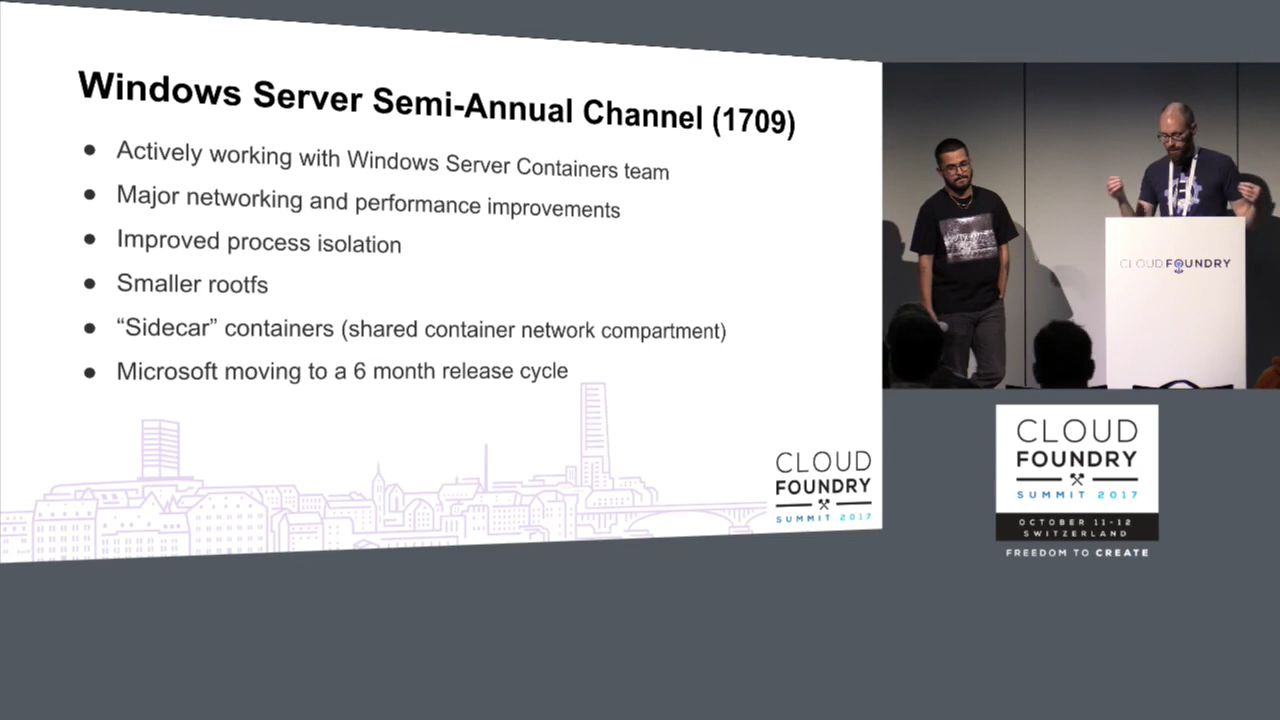 Windows Server Semi-Annual Channel (1709)
● Actively working with Windows Server Containers team
● Major networking and performance improvements
● Improved process isolation
● Smaller rootfs
● “Sidecar” containers (shared container network compartment)
● Microsoft moving to a 6 month release cycle
CLOUD
FOUNDRY
SUMMIT 2017
CLOUD FOUNDRY
CLOUD
FOUNDRY
SUMMIT 2017
OCTOBER 11-12
SWITZERLAND
FREEDOM TO CREATE